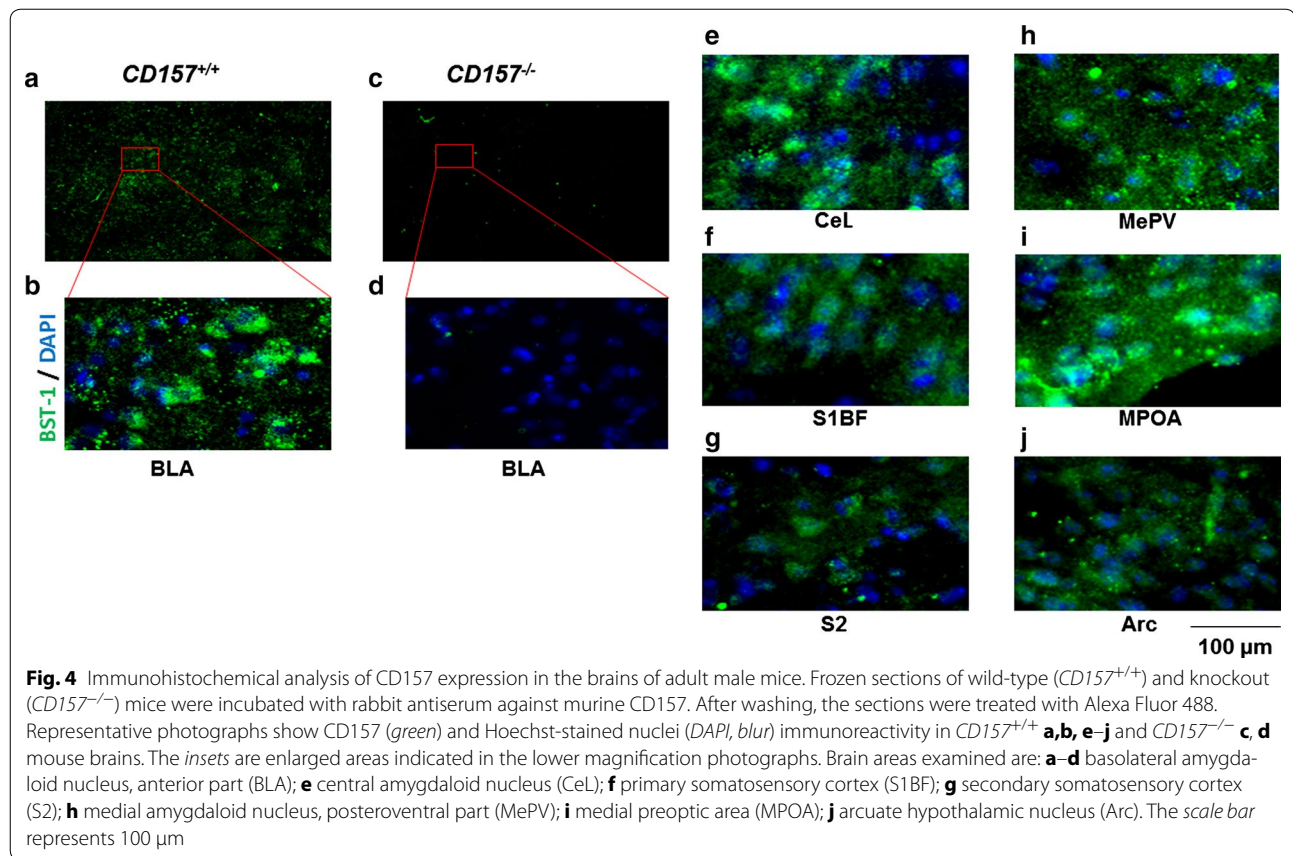 a
CD157+/+
c
CD157-/-
b
BST-1 / DAPI
BLA
d
BLA
e
CeL
f
S1BF
g
S2
h
MePV
i
MPOA
j
Arc
100 µm
Fig. 4 Immunohistochemical analysis of CD157 expression in the brains of adult male mice. Frozen sections of wild-type (CD157+/+) and knockout
(CD157−/−) mice were incubated with rabbit antiserum against murine CD157. After washing, the sections were treated with Alexa Fluor 488.
Representative photographs show CD157 (green) and Hoechst-stained nuclei (DAPI, blur) immunoreactivity in CD157+/+ a,b, e–j and CD157−/− c, d
mouse brains. The insets are enlarged areas indicated in the lower magnification photographs. Brain areas examined are: a–d basolateral amygda-
loid nucleus, anterior part (BLA); e central amygdaloid nucleus (CeL); f primary somatosensory cortex (S1BF); g secondary somatosensory cortex
(S2); h medial amygdaloid nucleus, posteroventral part (MePV); i medial preoptic area (MPOA); j arcuate hypothalamic nucleus (Arc). The scale bar
represents 100 µm